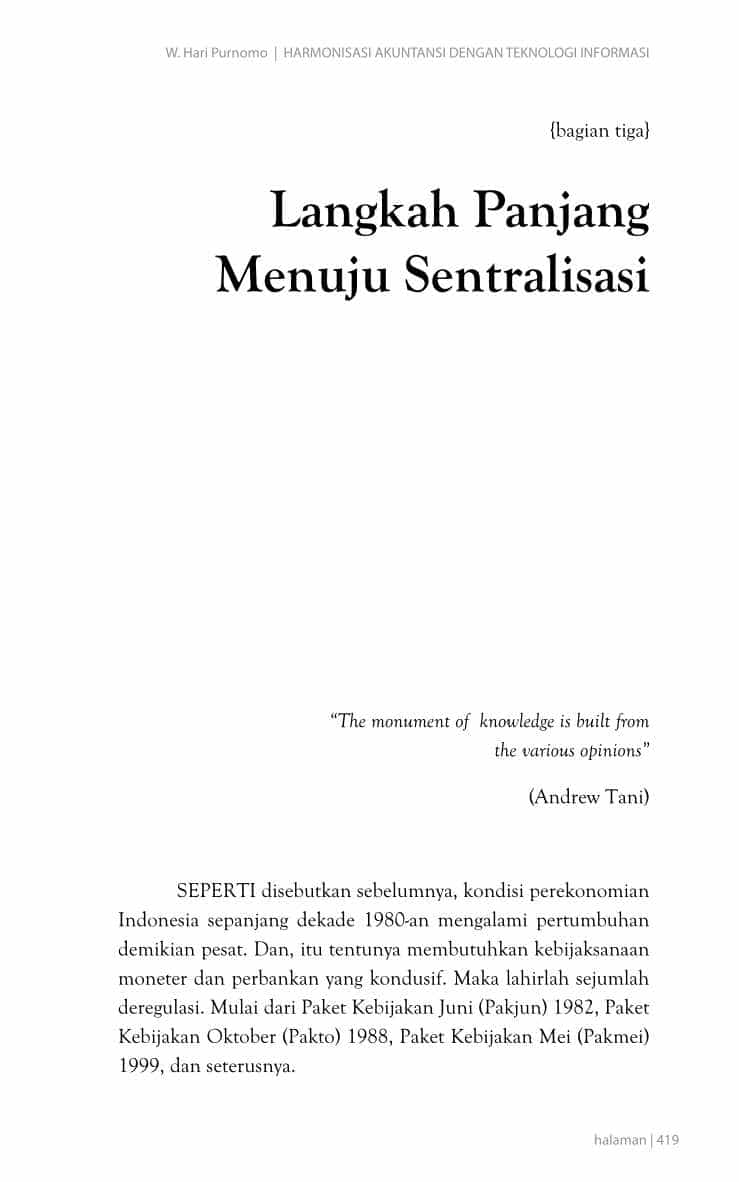 W. Hari Purnomo | HARMONISASI AKUNTANSI DENGAN TEKNOLOGI INFORMASI
{bagian tiga}
Langkah Panjang
Menuju Sentralisasi
“The monument of knowledge is built from
the various opinions”
(Andrew Tani)
SEPERTI disebutkan sebelumnya, kondisi perekonomian
Indonesia sepanjang dekade 1980-an mengalami pertumbuhan
demikian pesat. Dan, itu tentunya membutuhkan kebijaksanaan
moneter dan perbankan yang kondusif. Maka lahirlah sejumlah
deregulasi. Mulai dari Paket Kebijakan Juni (Pakjun) 1982, Paket
Kebijakan Oktober (Pakto) 1988, Paket Kebijakan Mei (Pakmei)
1999, dan seterusnya.
halaman | 419